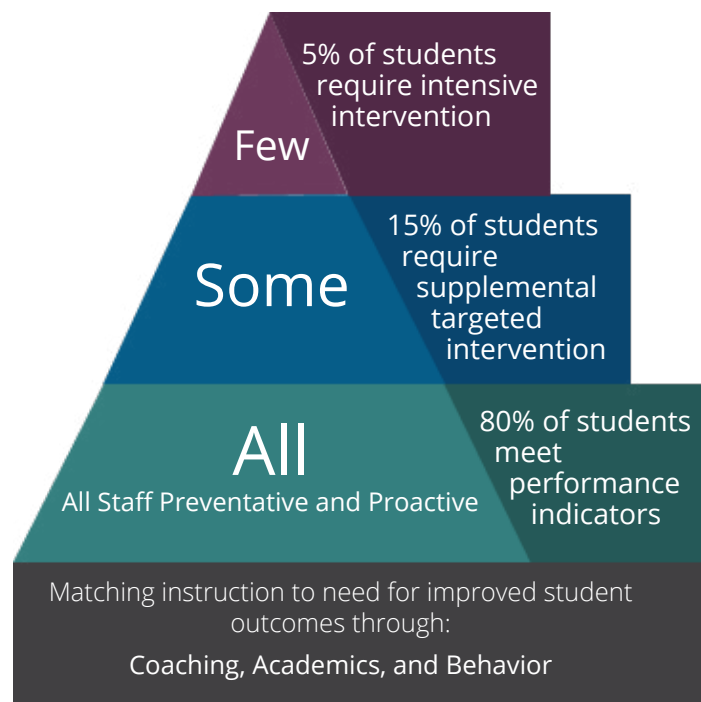 5% of students
require intensive
intervention
Few
15% of students
require
supplemental
targeted
intervention
Some
80% of students
meet
performance
indicators
All
All Staff Preventative and Proactive
Matching instruction to need for improved student
outcomes through:
Coaching, Academics, and Behavior